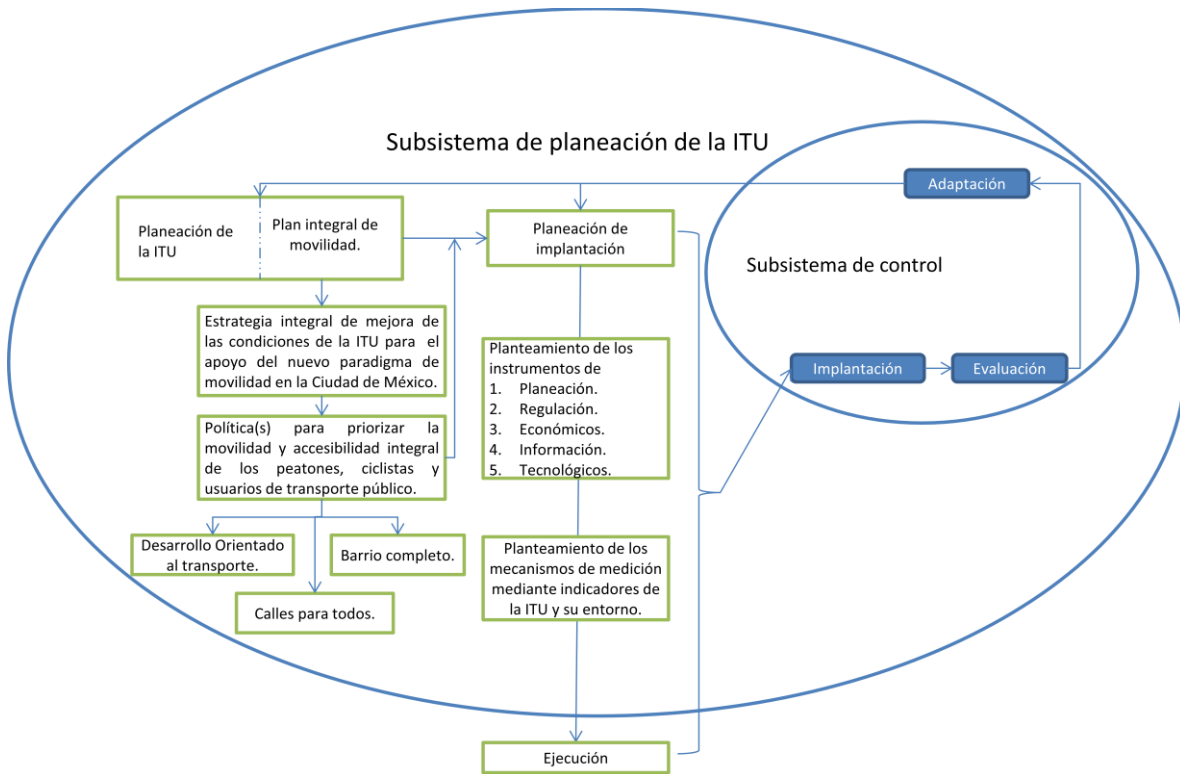 Subsistema de planeación de la ITU
Adaptación
Planeación de
la ITU
Plan integral de
movilidad.
Planeación de
implantación
Subsistema de control
Estrategia integral de mejora de
las condiciones de la ITU para el
apoyo del nuevo paradigma de
movilidad en la Ciudad de México.
Planteamiento de los
instrumentos de
1. Planeación.
2. Regulación.
3. Económicos.
4. Información.
5. Tecnológicos.
Implantación
Evaluación
Política(s) para priorizar la
movilidad y accesibilidad integral
de los peatones, ciclistas y
usuarios de transporte público.
Desarrollo Orientado
al transporte.
Barrio completo.
Calles para todos.
Planteamiento de los
mecanismos de medición
mediante indicadores de
la ITU y su entorno.
Ejecución